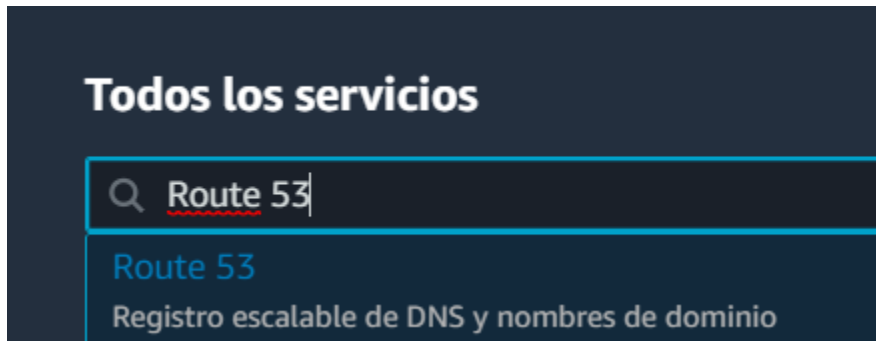 Todos los servicios
Route 53
Route 53
Registro escalable de DNS y nombres de dominio